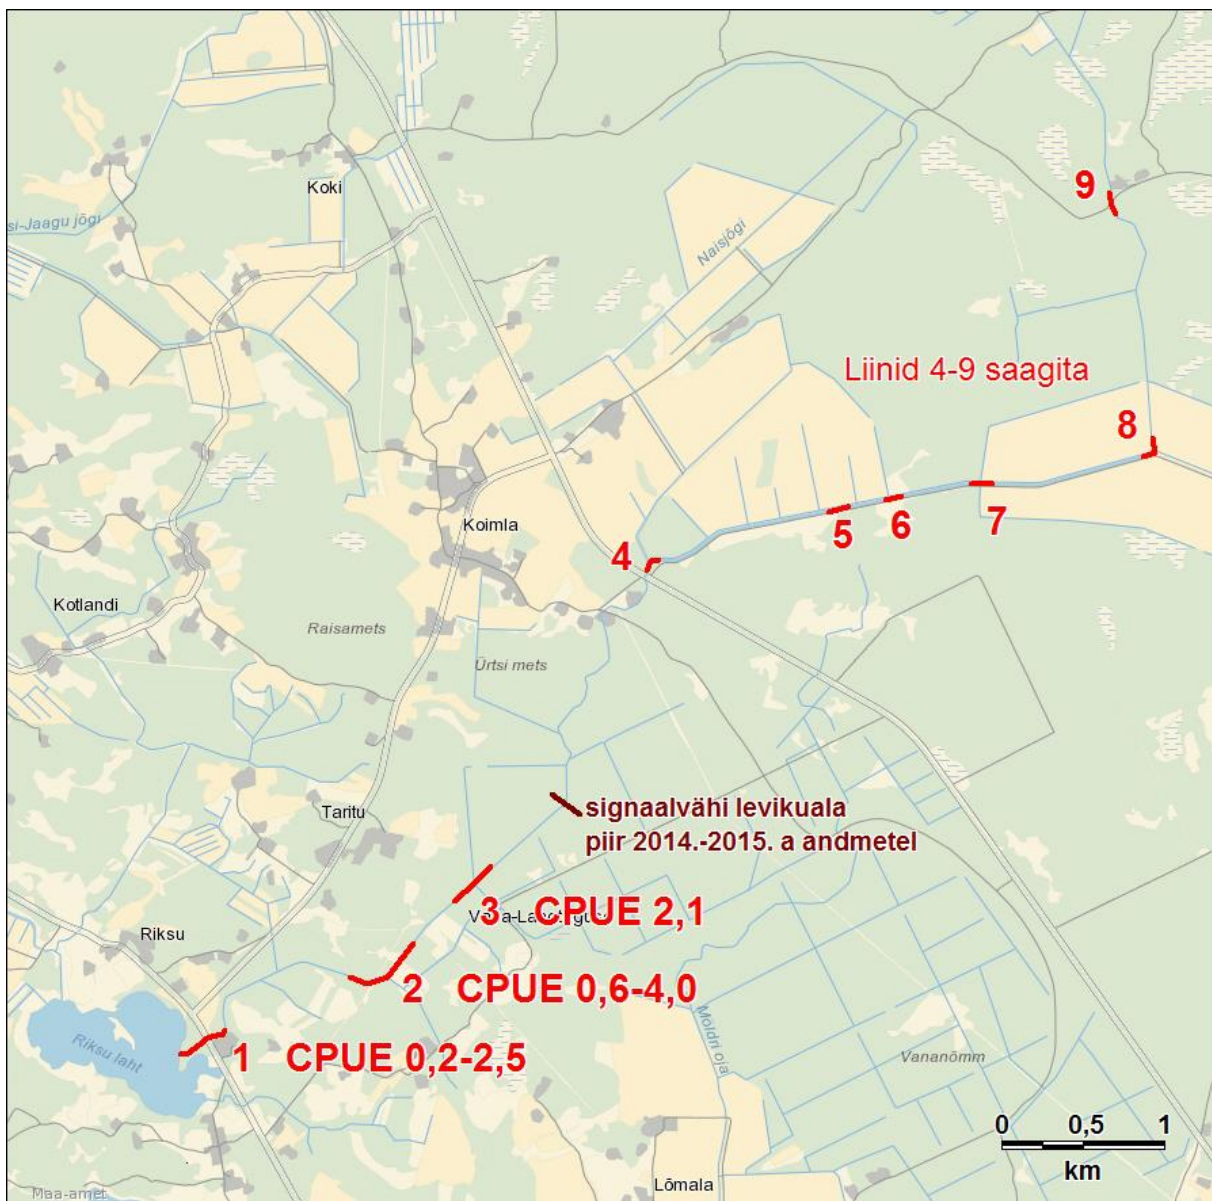 Koki
si-Jaagu jõgi
9
Naisjõgi
Liinid 4-9 saagita
8
Koimla
4
5
6
7
Kotlandi
Raisamets
Ürtsi mets
Taritu
signaalvähi levikuala
piir 2014.-2015. a andmetel
3 CPUE 2,1
Riksu
2 CPUE 0,6-4,0
Moldri oja
Riksu laht
1 CPUE 0,2-2,5
Vananõmm
0 0,5 1
km
Lõmala
Maa-amet